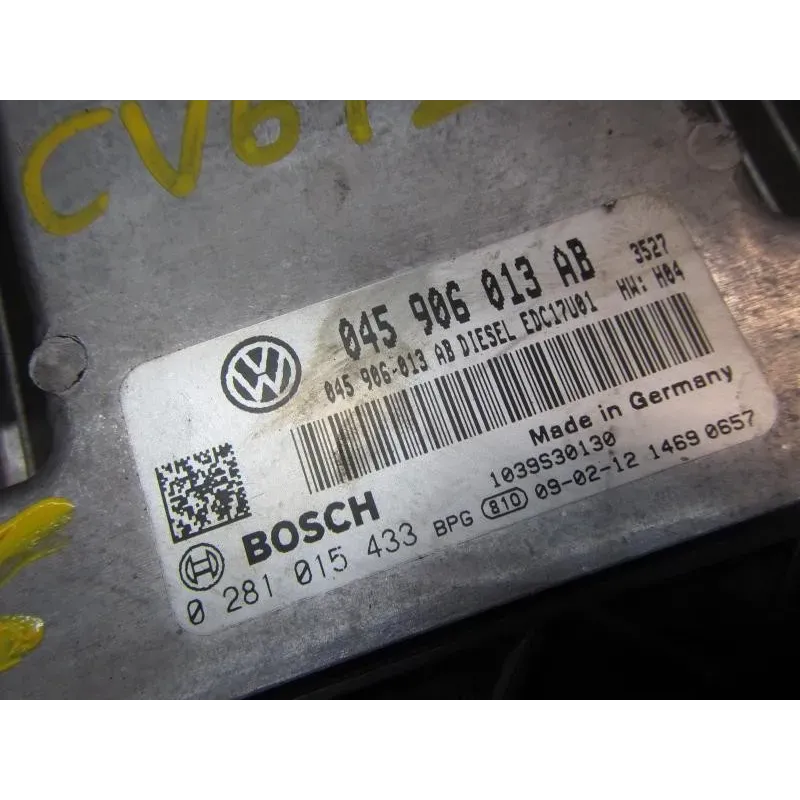 045 906 013 AB 3527
045 906-013 AB DIESEL EDC17U01 HW: H04
Made in Germany
1039S30130
BOSCH
0 281 015 433 BPG 810 09-02-12 1469 0657